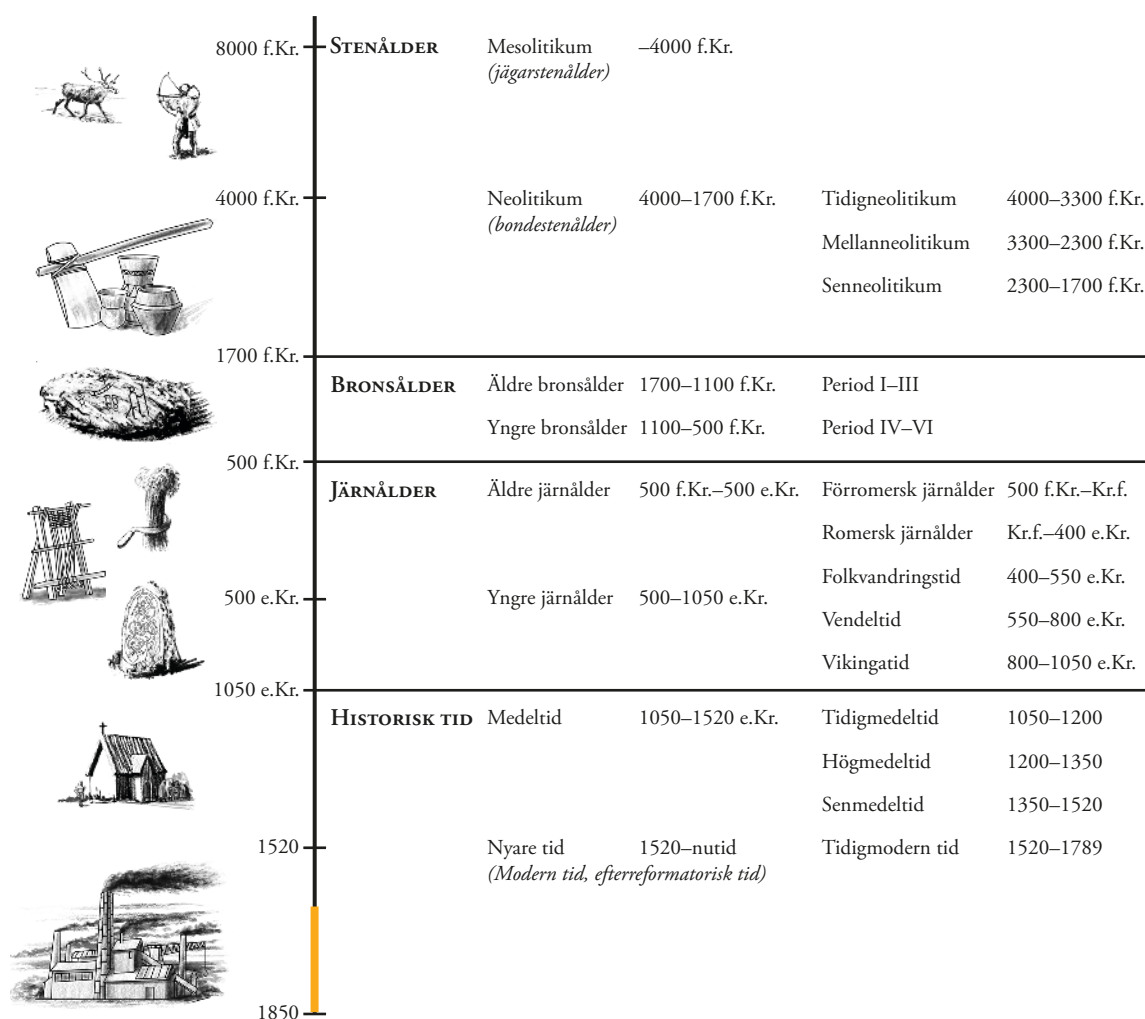 8000 f.Kr. STENÅLDER Mesolitikum –4000 f.Kr.
(jägarstenålder)
4000 f.Kr. Neolitikum 4000–1700 f.Kr. Tidigneolitikum 4000–3300 f.Kr.
(bondestenålder)
Mellanneolitikum 3300–2300 f.Kr.
Senneolitikum 2300–1700 f.Kr.
1700 f.Kr.
BRONSÅLDER Äldre bronsålder 1700–1100 f.Kr. Period I–III
Yngre bronsålder 1100–500 f.Kr. Period IV–VI
500 f.Kr.
JÄRNÅLDER Äldre järnålder 500 f.Kr.–500 e.Kr. Förromersk järnålder 500 f.Kr.–Kr.f.
Romersk järnålder Kr.f.–400 e.Kr.
Folkvandringstid 400–550 e.Kr.
500 e.Kr. Yngre järnålder 500–1050 e.Kr.
Vendeltid 550–800 e.Kr.
Vikingatid 800–1050 e.Kr.
1050 e.Kr.
HISTORISK TID Medeltid 1050–1520 e.Kr. Tidigmedeltid 1050–1200
Högmedeltid 1200–1350
Senmedeltid 1350–1520
1520 Nyare tid 1520–nutid Tidigmodern tid 1520–1789
(Modern tid, efterreformatorisk tid)
1850